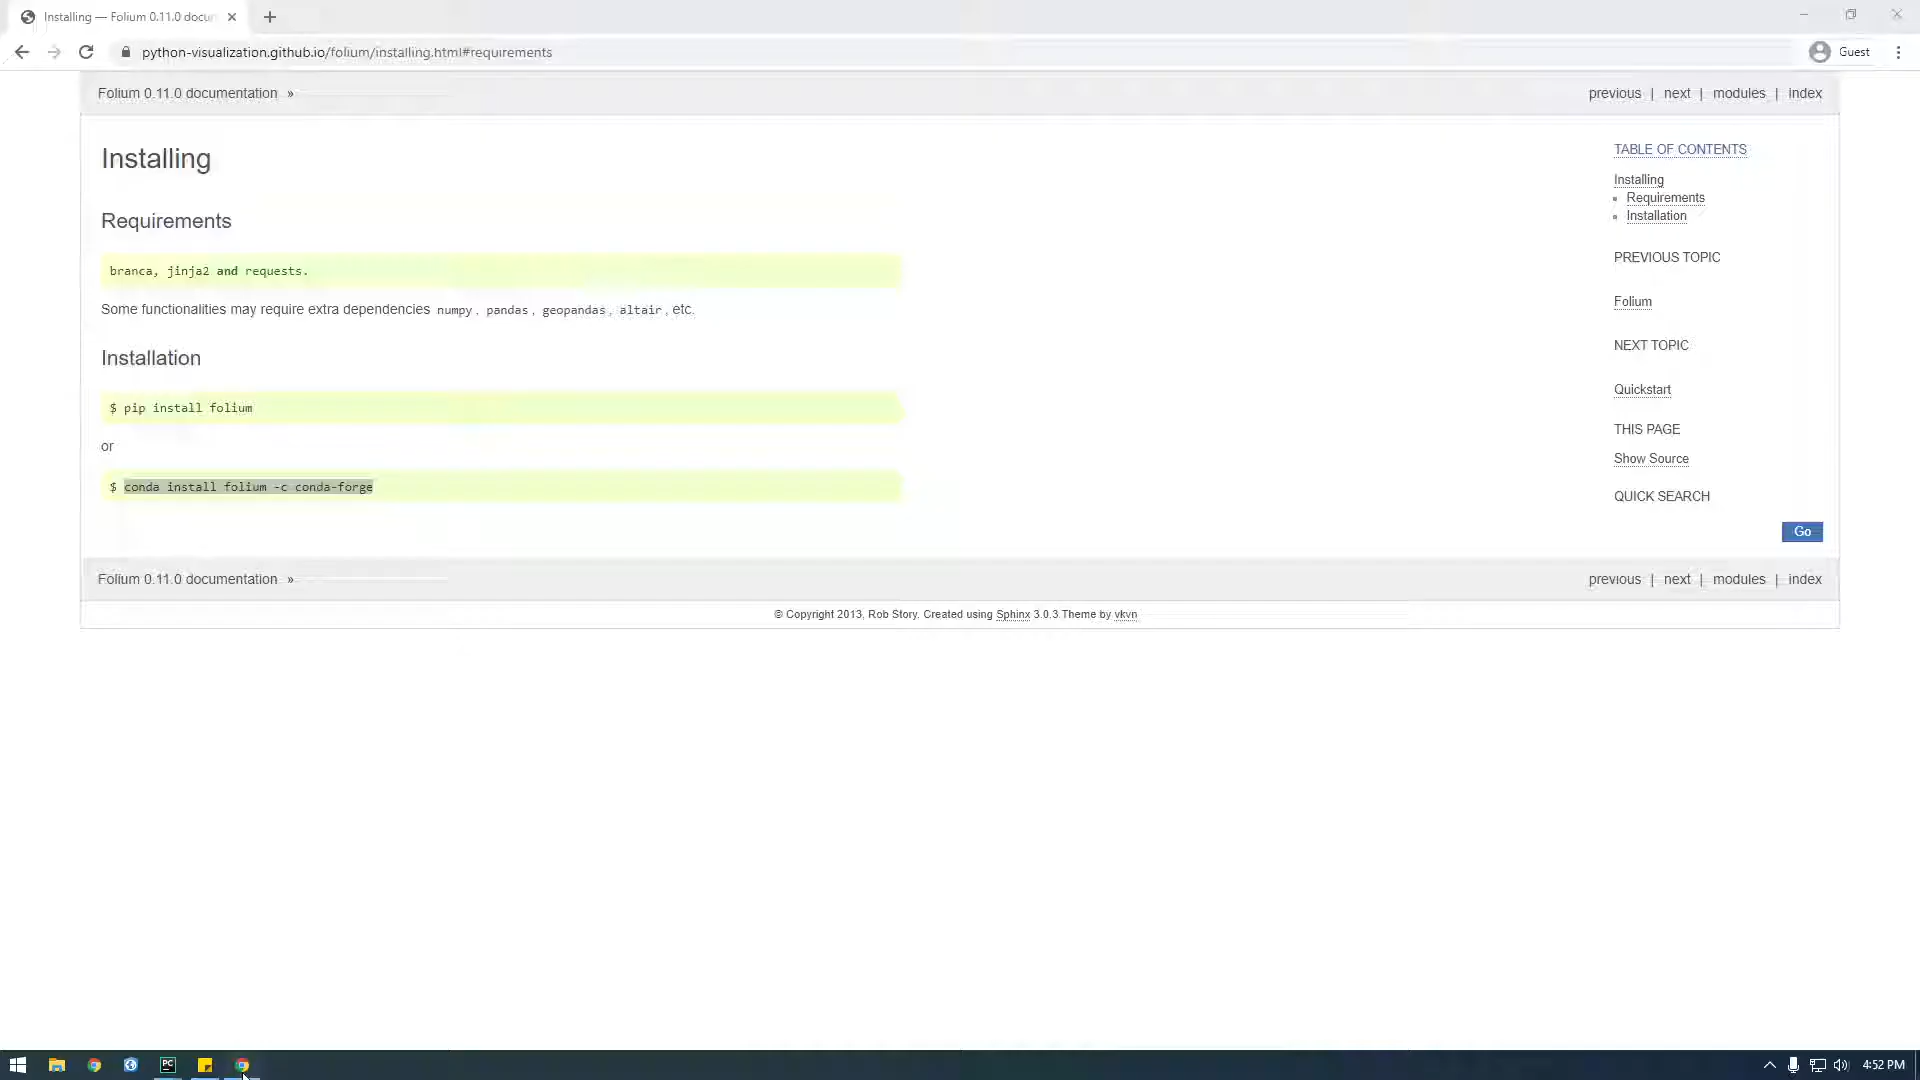 Installing — Folium 0.11.0 docu
python-visualization.github.io/folium/installing.html#requirements
Guest
Folium 0.11.0 documentation »
previous | next | modules | index
Installing
Requirements
branca, jinja2 and requests.
Some functionalities may require extra dependencies numpy, pandas, geopandas, altair, etc.
Installation
$ pip install folium
or
$ conda install folium -c conda-forge
TABLE OF CONTENTS
Installing
Requirements
Installation
PREVIOUS TOPIC
Folium
NEXT TOPIC
Quickstart
THIS PAGE
Show Source
QUICK SEARCH
Go
Folium 0.11.0 documentation »
previous | next | modules | index
© Copyright 2013, Rob Story. Created using Sphinx 3.0.3.Theme by vkvn
PC
4:52 PM